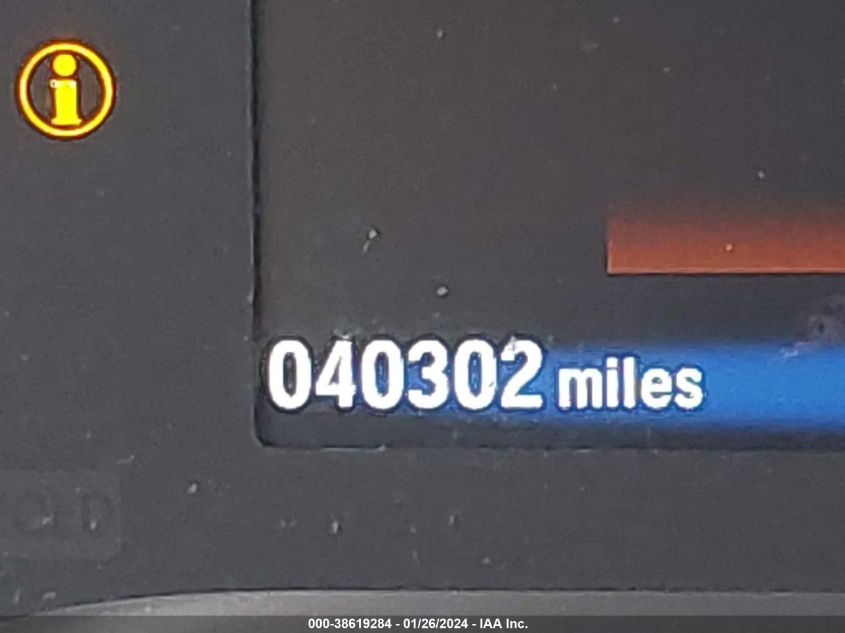 040302 miles
000-38619284 - 01/26/2024 - IAA Inc.